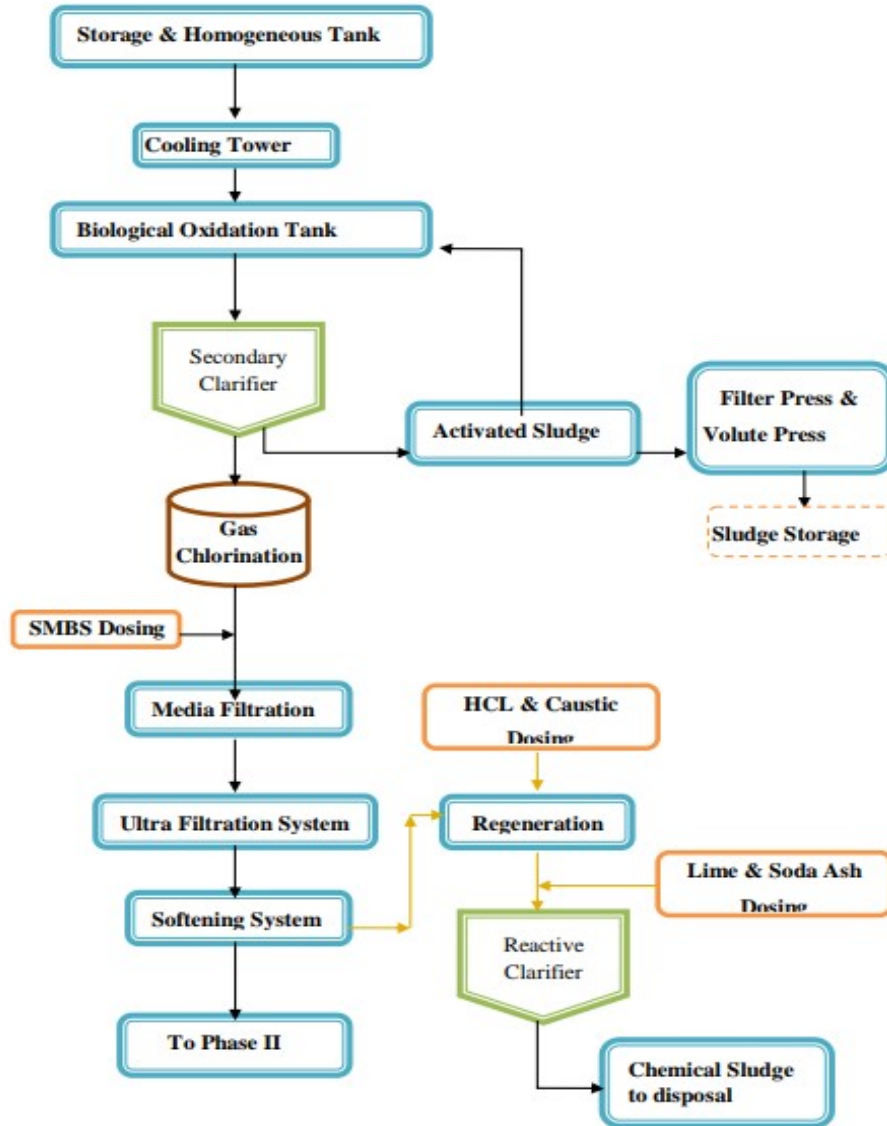 Storage & Homogeneous Tank
Cooling Tower
Biological Oxidation Tank
Secondary
Clarifier
Activated Sludge
Filter Press &
Volute Press
Sludge Storage
Gas
Chlorination
SMBS Dosing
Media Filtration
HCL & Caustic
Dosing
Ultra Filtration System
Regeneration
Lime & Soda Ash
Dosing
Softening System
Reactive
Clarifier
To Phase II
Chemical Sludge
to disposal